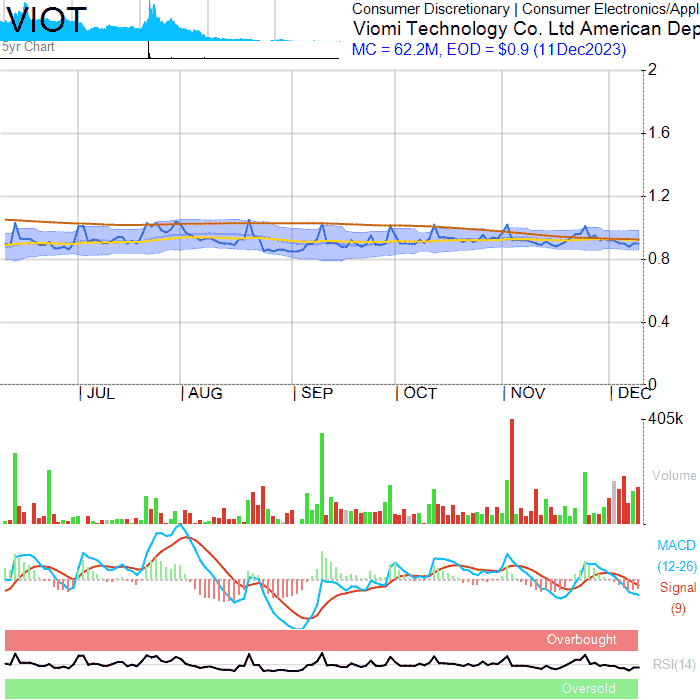 VIOT
5yr Chart
Consumer Discretionary | Consumer Electronics/Appl
Viomi Technology Co. Ltd American Dep
MC = 62.2M, EOD = $0.9 (11Dec2023)
2
1.6
1.2
0.8
0.4
0
| JUL | AUG | SEP | OCT | NOV | DEC
405k
Volume
MACD
(12-26)
Signal
(9)
Overbought
RSI(14)
Oversold